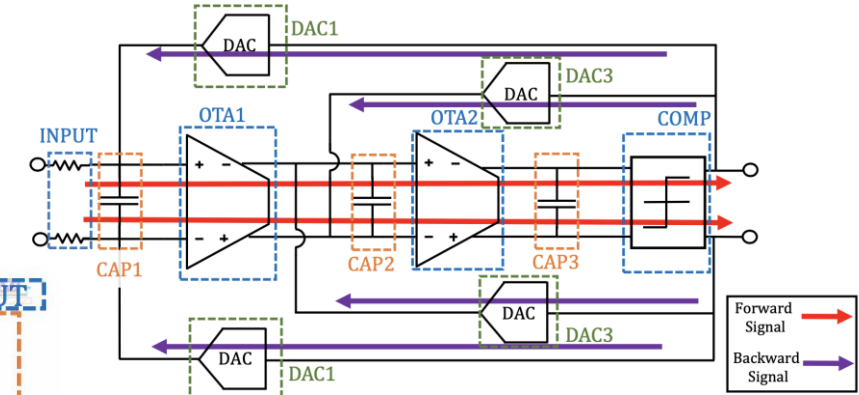 DAC
DAC1
DAC
DAC3
INPUT
OTA1
OTA2
COMP
+
−
+
−
−
+
−
+
CAP1
CAP2
CAP3
UT
DAC
DAC3
DAC
DAC1
Forward
Signal
Backward
Signal